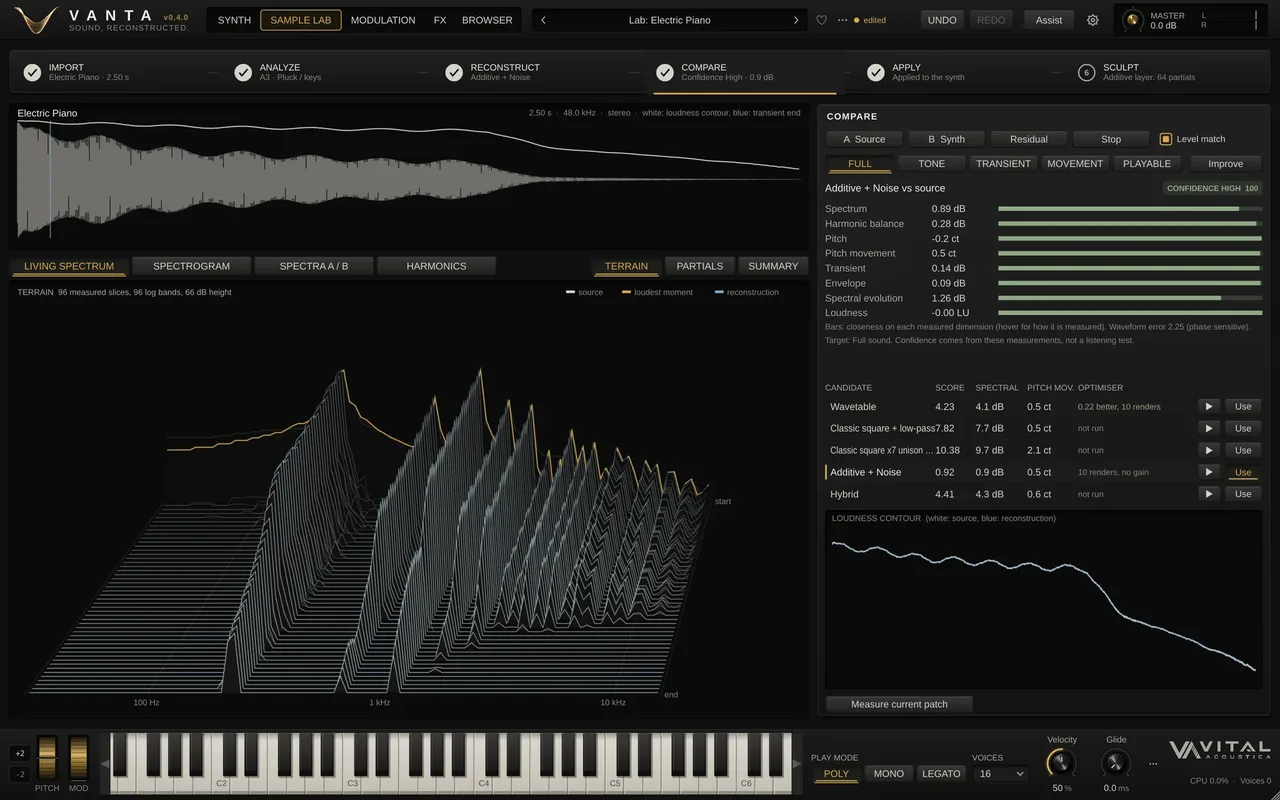 VANTA v0.4.0
SOUND, RECONSTRUCTED.
SYNTH SAMPLE LAB MODULATION FX BROWSER
Lab: Electric Piano
edited
UNDO REDO Assist
MASTER
0.0 dB
L
R
IMPORT
Electric Piano · 2.50 s
ANALYZE
A3 · Pluck / keys
RECONSTRUCT
Additive + Noise
COMPARE
Confidence High · 0.9 dB
APPLY
Applied to the synth
6 SCULPT
Additive layer: 64 partials
Electric Piano
2.50 s · 48.0 kHz · stereo · white: loudness contour, blue: transient end
LIVING SPECTRUM SPECTROGRAM SPECTRA A / B HARMONICS
TERRAIN PARTIALS SUMMARY
TERRAIN 96 measured slices, 96 log bands, 66 dB height
source loudest moment reconstruction
start
end
100 Hz 1 kHz 10 kHz
COMPARE
A Source B Synth Residual Stop Level match
FULL TONE TRANSIENT MOVEMENT PLAYABLE Improve
Additive + Noise vs source CONFIDENCE HIGH 100
Spectrum 0.89 dB
Harmonic balance 0.28 dB
Pitch -0.2 ct
Pitch movement 0.5 ct
Transient 0.14 dB
Envelope 0.09 dB
Spectral evolution 1.26 dB
Loudness -0.00 LU
Bars: closeness on each measured dimension (hover for how it is measured). Waveform error 2.25 (phase sensitive).
Target: Full sound. Confidence comes from these measurements, not a listening test.
CANDIDATE SCORE SPECTRAL PITCH MOV. OPTIMISER
Wavetable 4.23 4.1 dB 0.5 ct 0.22 better, 10 renders Use
Classic square + low-pass 7.82 7.7 dB 0.5 ct not run Use
Classic square x7 unison ... 10.38 9.7 dB 2.1 ct not run Use
Additive + Noise 0.92 0.9 dB 0.5 ct 10 renders, no gain Use
Hybrid 4.41 4.3 dB 0.6 ct not run Use
LOUDNESS CONTOUR (white: source, blue: reconstruction)
Measure current patch
+2
-2
PITCH MOD
C2 C3 C4 C5 C6
PLAY MODE
POLY MONO LEGATO
VOICES
16
Velocity
50 %
Glide
0.0 ms
...
VITAL
ACOUSTICA
CPU 0.0% · Voices 0